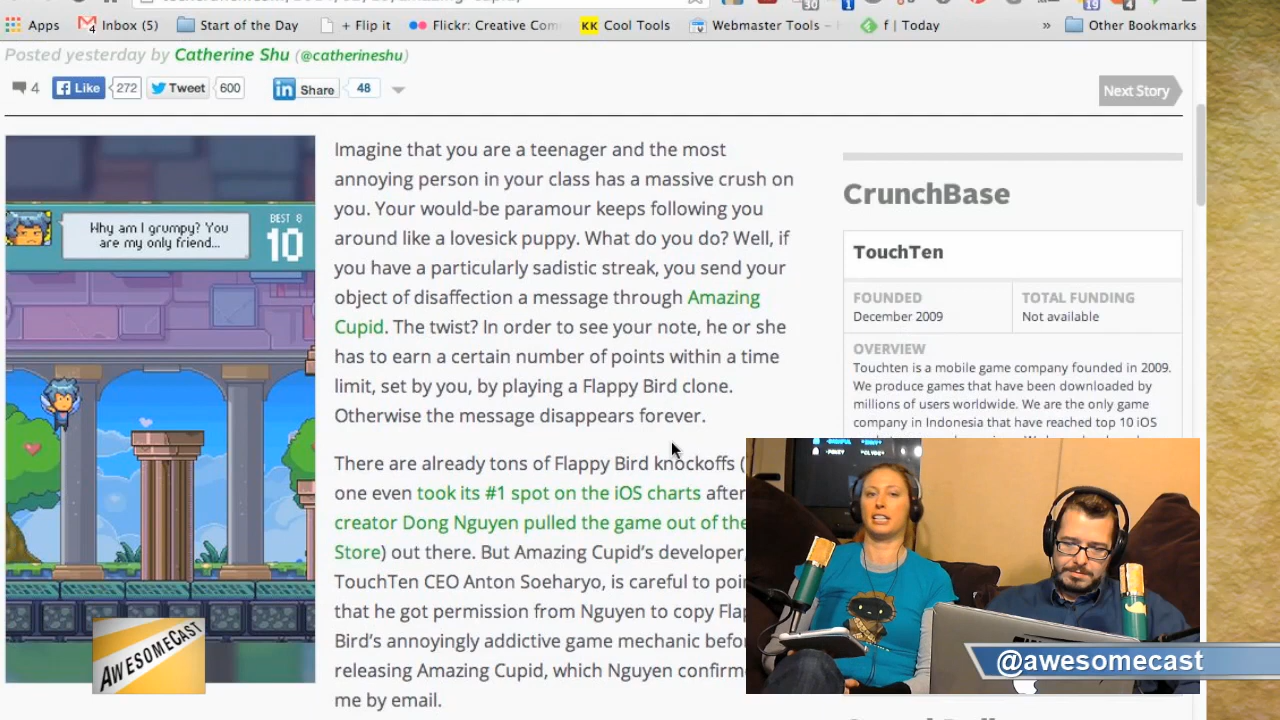 Apps
4 Inbox (5)
Start of the Day
+ Flip it
Flickr: Creative Com
KK Cool Tools
Webmaster Tools –
f | Today
»
Other Bookmarks
Posted yesterday by Catherine Shu (@catherineshu)
4
Like 272
Tweet 600
in Share 48
Next Story
Why am I grumpy? You
are my only friend...
BEST 8
10
Imagine that you are a teenager and the most
annoying person in your class has a massive crush on
you. Your would-be paramour keeps following you
around like a lovesick puppy. What do you do? Well, if
you have a particularly sadistic streak, you send your
object of disaffection a message through Amazing
Cupid. The twist? In order to see your note, he or she
has to earn a certain number of points within a time
limit, set by you, by playing a Flappy Bird clone.
Otherwise the message disappears forever.
There are already tons of Flappy Bird knockoffs (
one even took its #1 spot on the iOS charts after
creator Dong Nguyen pulled the game out of the
Store) out there. But Amazing Cupid's developer,
TouchTen CEO Anton Soeharyo, is careful to poi
that he got permission from Nguyen to copy Fla
Bird's annoyingly addictive game mechanic befo
releasing Amazing Cupid, which Nguyen confirm
me by email.
CrunchBase
TouchTen
FOUNDED
December 2009
TOTAL FUNDING
Not available
OVERVIEW
Touchten is a mobile game company founded in 2009.
We produce games that have been downloaded by
millions of users worldwide. We are the only game
company in Indonesia that have reached top 10 iOS
AWESOMECAST
@awesomecast